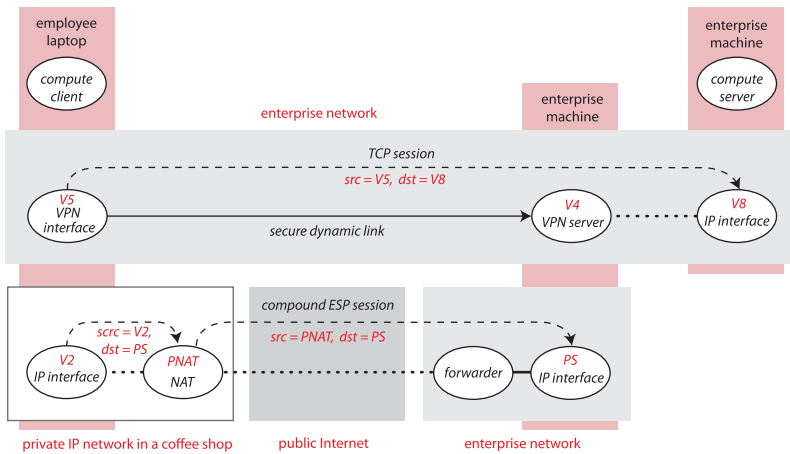 employee
laptop
compute
client
enterprise
machine
compute
server
enterprise network
enterprise
machine
TCP session
src = V5, dst = V8
V5
VPN
interface
secure dynamic link
V4
VPN server
V8
IP interface
compound ESP session
scrc = V2,
dst = PS
src = PNAT, dst = PS
V2
IP interface
PNAT
NAT
forwarder
PS
IP interface
private IP network in a coffee shop
public Internet
enterprise network